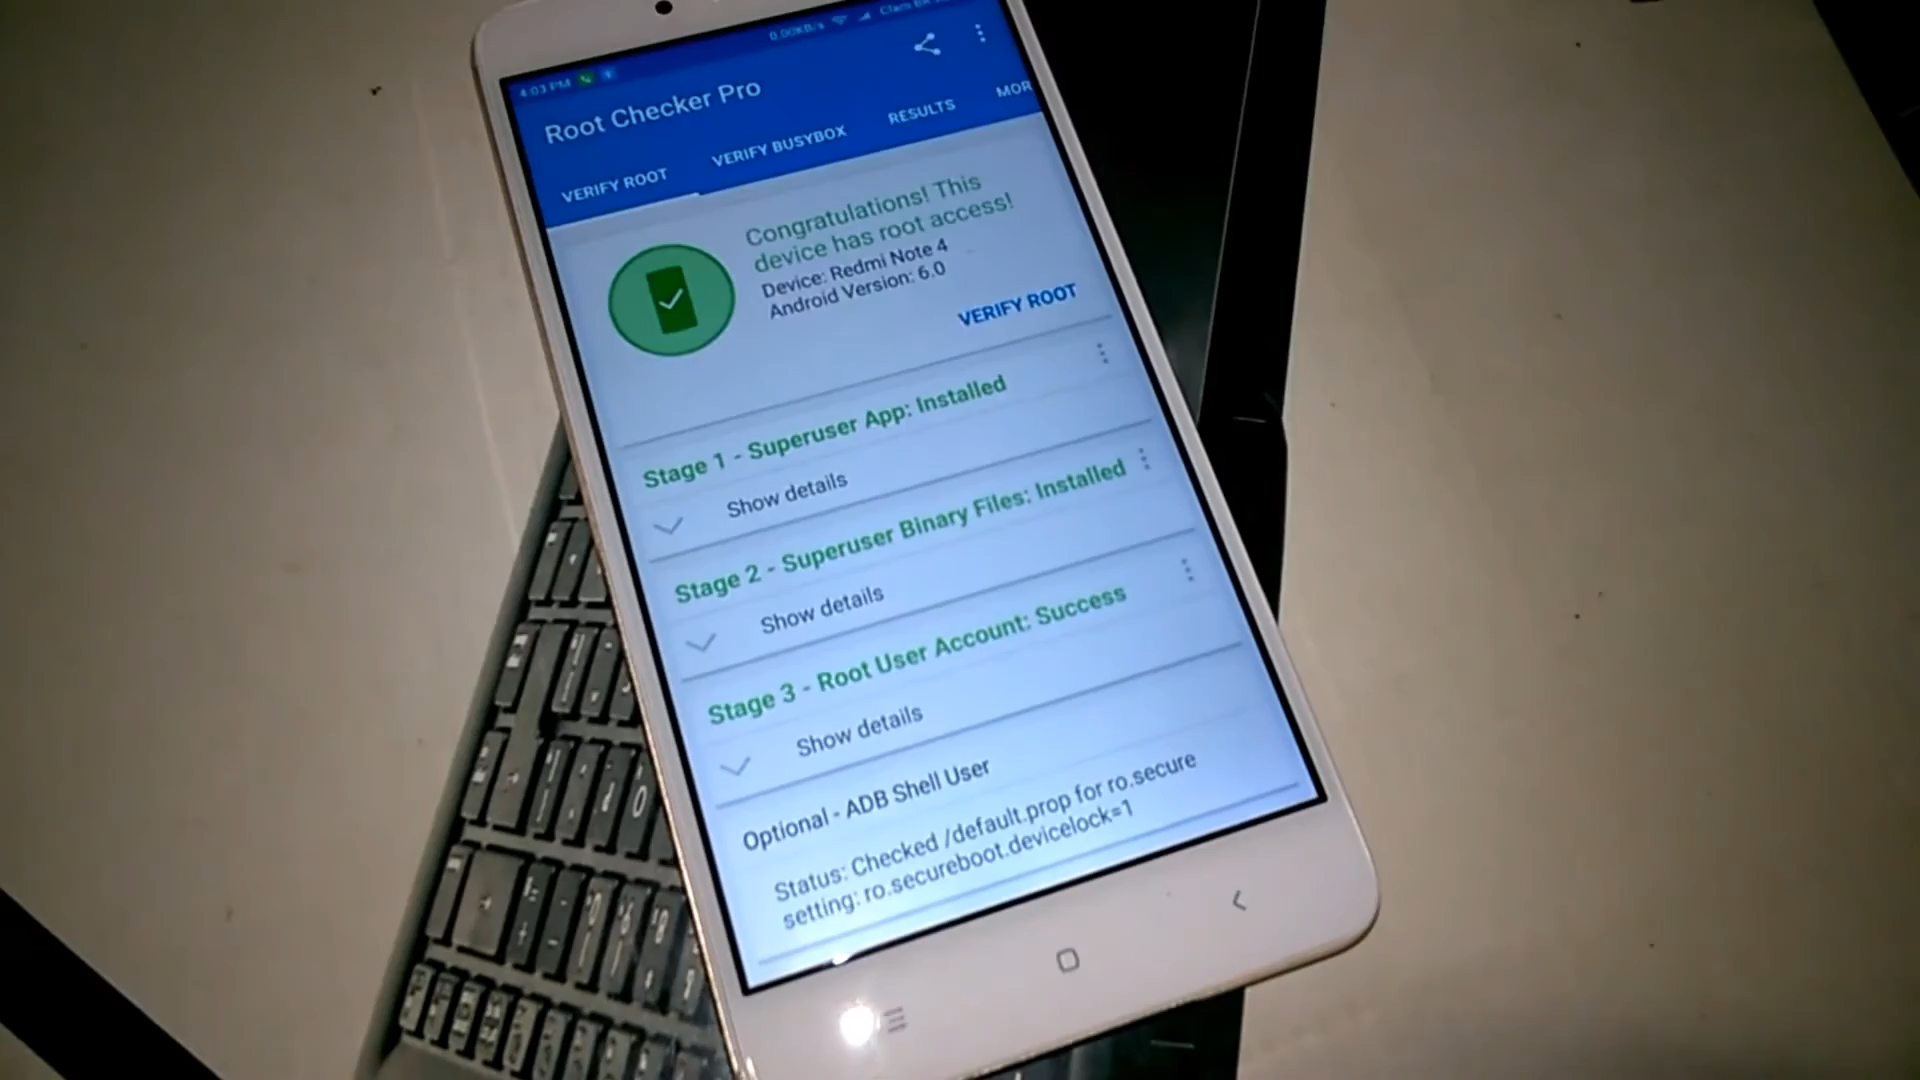 4:03 PM
0.00KB/s
Root Checker Pro
VERIFY ROOT
VERIFY BUSYBOX
RESULTS
MOR
Congratulations! This
device has root access!
Device: Redmi Note 4
Android Version: 6.0
VERIFY ROOT
Stage 1 - Superuser App: Installed
Show details
Stage 2 - Superuser Binary Files: Installed
Show details
Stage 3 - Root User Account: Success
Show details
Optional - ADB Shell User
Status: Checked /default.prop for ro.secure
setting: ro.secureboot.devicelock=1